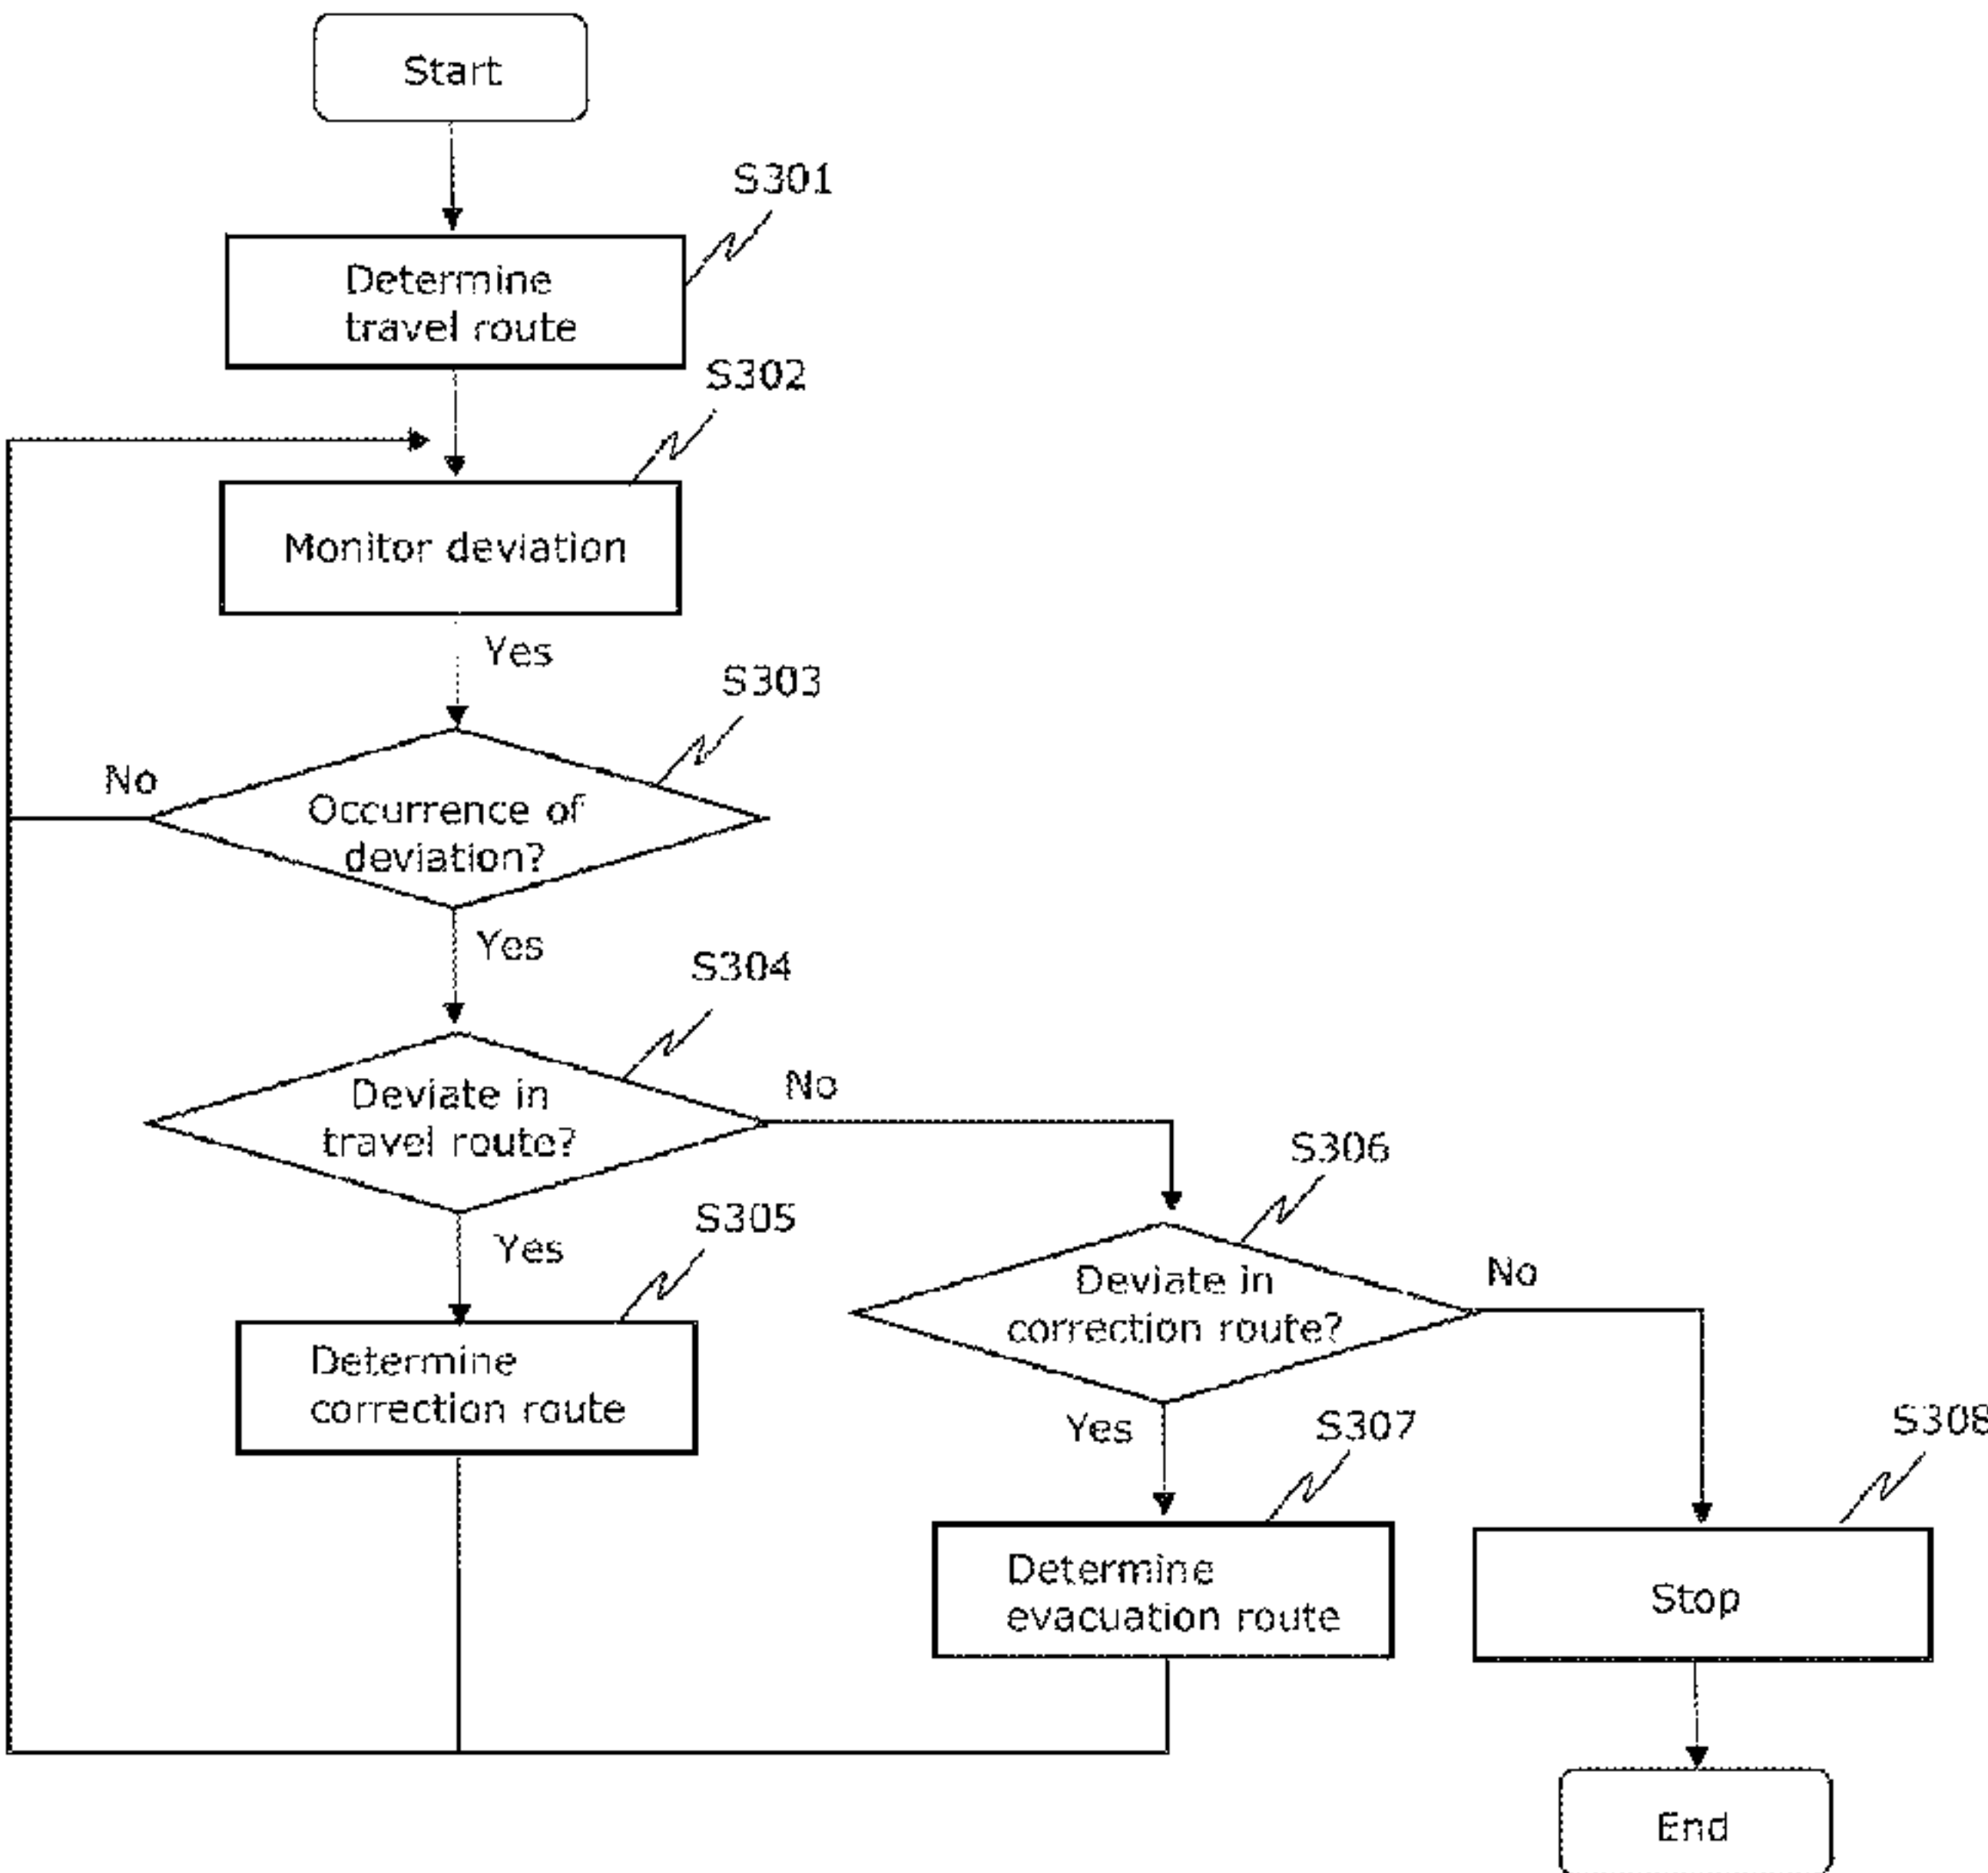 Start
S301
Determine
travel route
S302
Monitor deviation
Yes
S303
No
Occurrence of
deviation?
Yes
S304
Deviate in
travel route?
No
S306
Yes
S305
Deviate in
correction route?
No
Determine
correction route
Yes
S307
S308
Determine
evacuation route
Stop
End